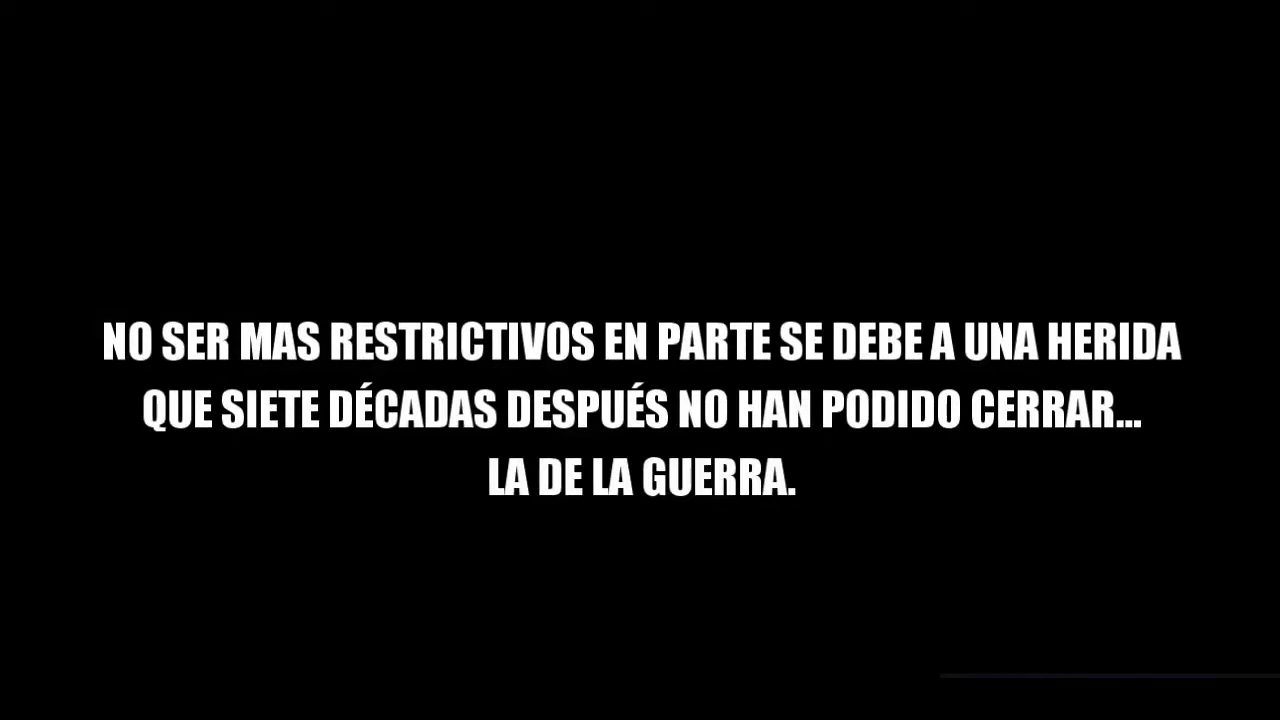 NO SER MAS RESTRICTIVOS EN PARTE SE DEBE A UNA HERIDA
QUE SIETE DÉCADAS DESPUÉS NO HAN PODIDO CERRAR...
LA DE LA GUERRA.